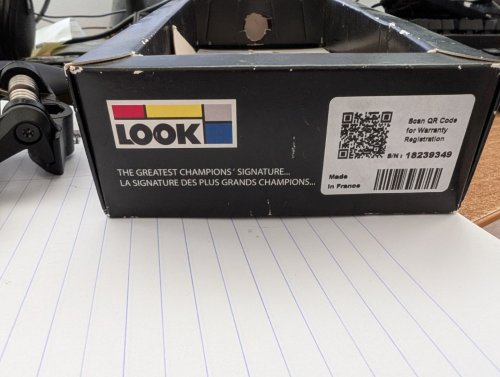 LOOK
THE GREATEST CHAMPIONS' SIGNATURE...
LA SIGNATURE DES PLUS GRANDS CHAMPIONS...
Scan QR Code
for Warranty
Registration
S/N : 18239349
Made
in France